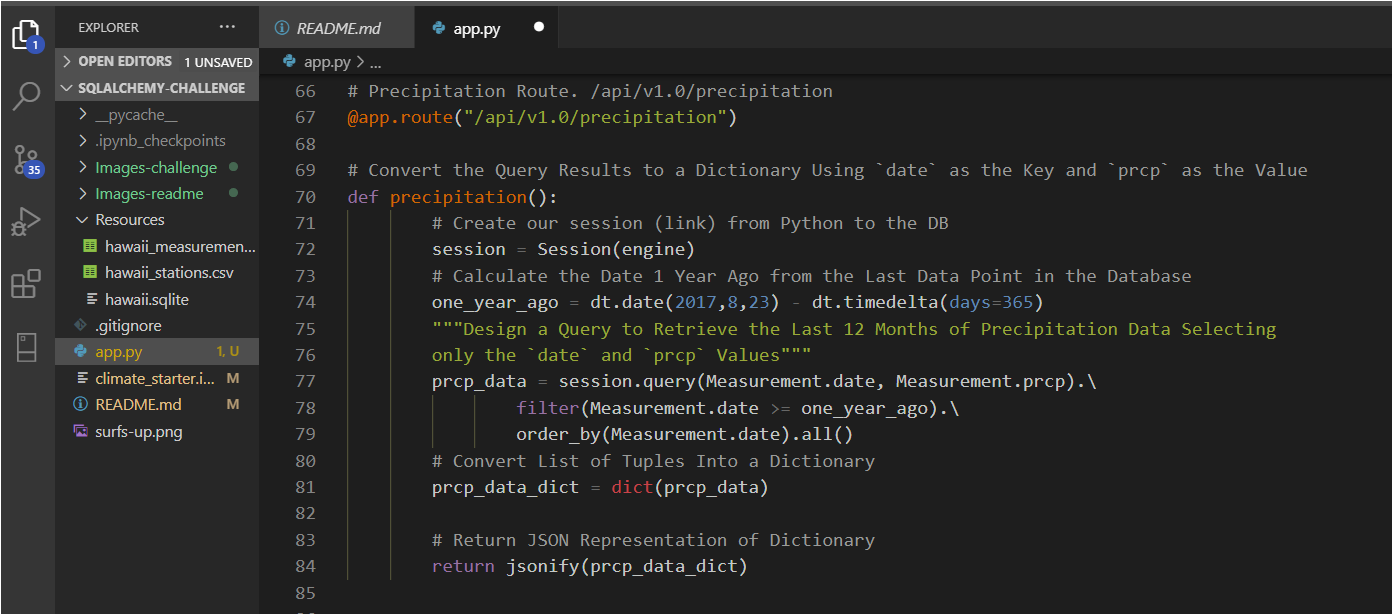 EXPLORER ...
README.md
app.py
1
OPEN EDITORS 1 UNSAVED
SQLALCHEMY-CHALLENGE
__pycache__
.ipynb_checkpoints
Images-challenge
Images-readme
Resources
hawaii_measuremen...
hawaii_stations.csv
hawaii.sqlite
.gitignore
app.py 1, U
climate_starter.i... M
README.md M
surfs-up.png
35
app.py > ...
66 # Precipitation Route. /api/v1.0/precipitation
67 @app.route("/api/v1.0/precipitation")
68
69 # Convert the Query Results to a Dictionary Using `date` as the Key and `prcp` as the Value
70 def precipitation():
71 # Create our session (link) from Python to the DB
72 session = Session(engine)
73 # Calculate the Date 1 Year Ago from the Last Data Point in the Database
74 one_year_ago = dt.date(2017,8,23) - dt.timedelta(days=365)
75 """Design a Query to Retrieve the Last 12 Months of Precipitation Data Selecting
76 only the `date` and `prcp` Values"""
77 prcp_data = session.query(Measurement.date, Measurement.prcp).\
78 filter(Measurement.date >= one_year_ago).\
79 order_by(Measurement.date).all()
80 # Convert List of Tuples Into a Dictionary
81 prcp_data_dict = dict(prcp_data)
82
83 # Return JSON Representation of Dictionary
84 return jsonify(prcp_data_dict)
85